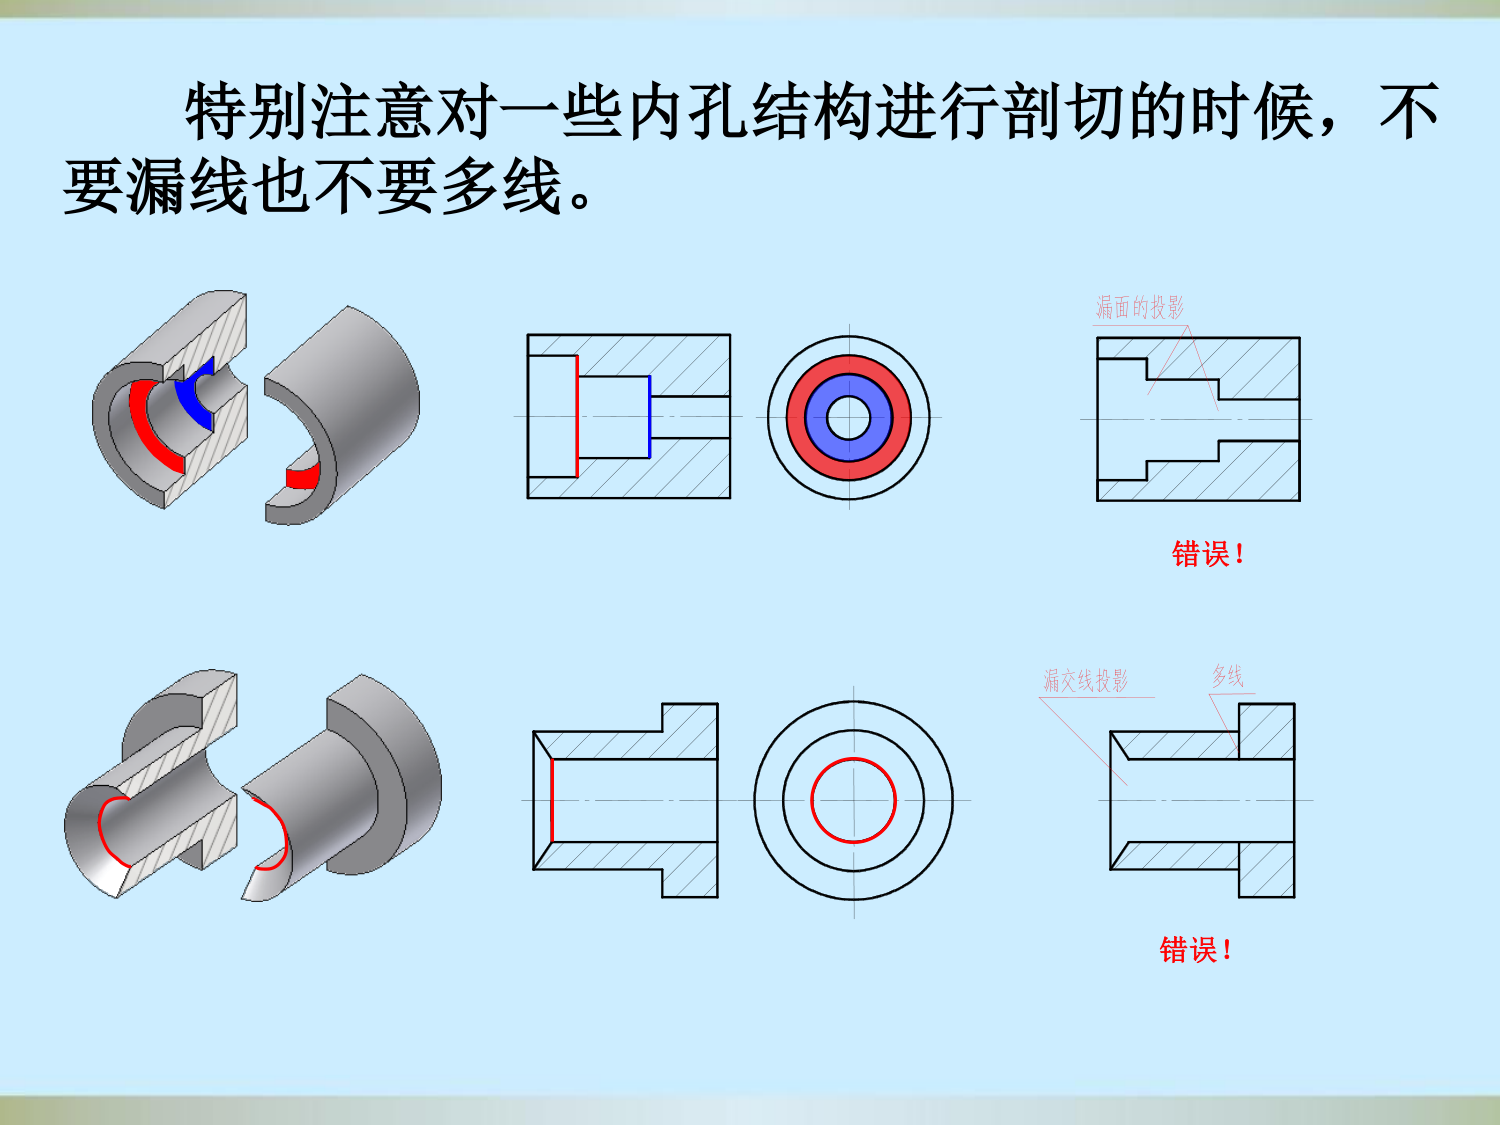 特别注意对一些内孔结构进行剖切的时候，不
要漏线也不要多线。
漏面的投影
错误！
漏交线投影
多线
错误！